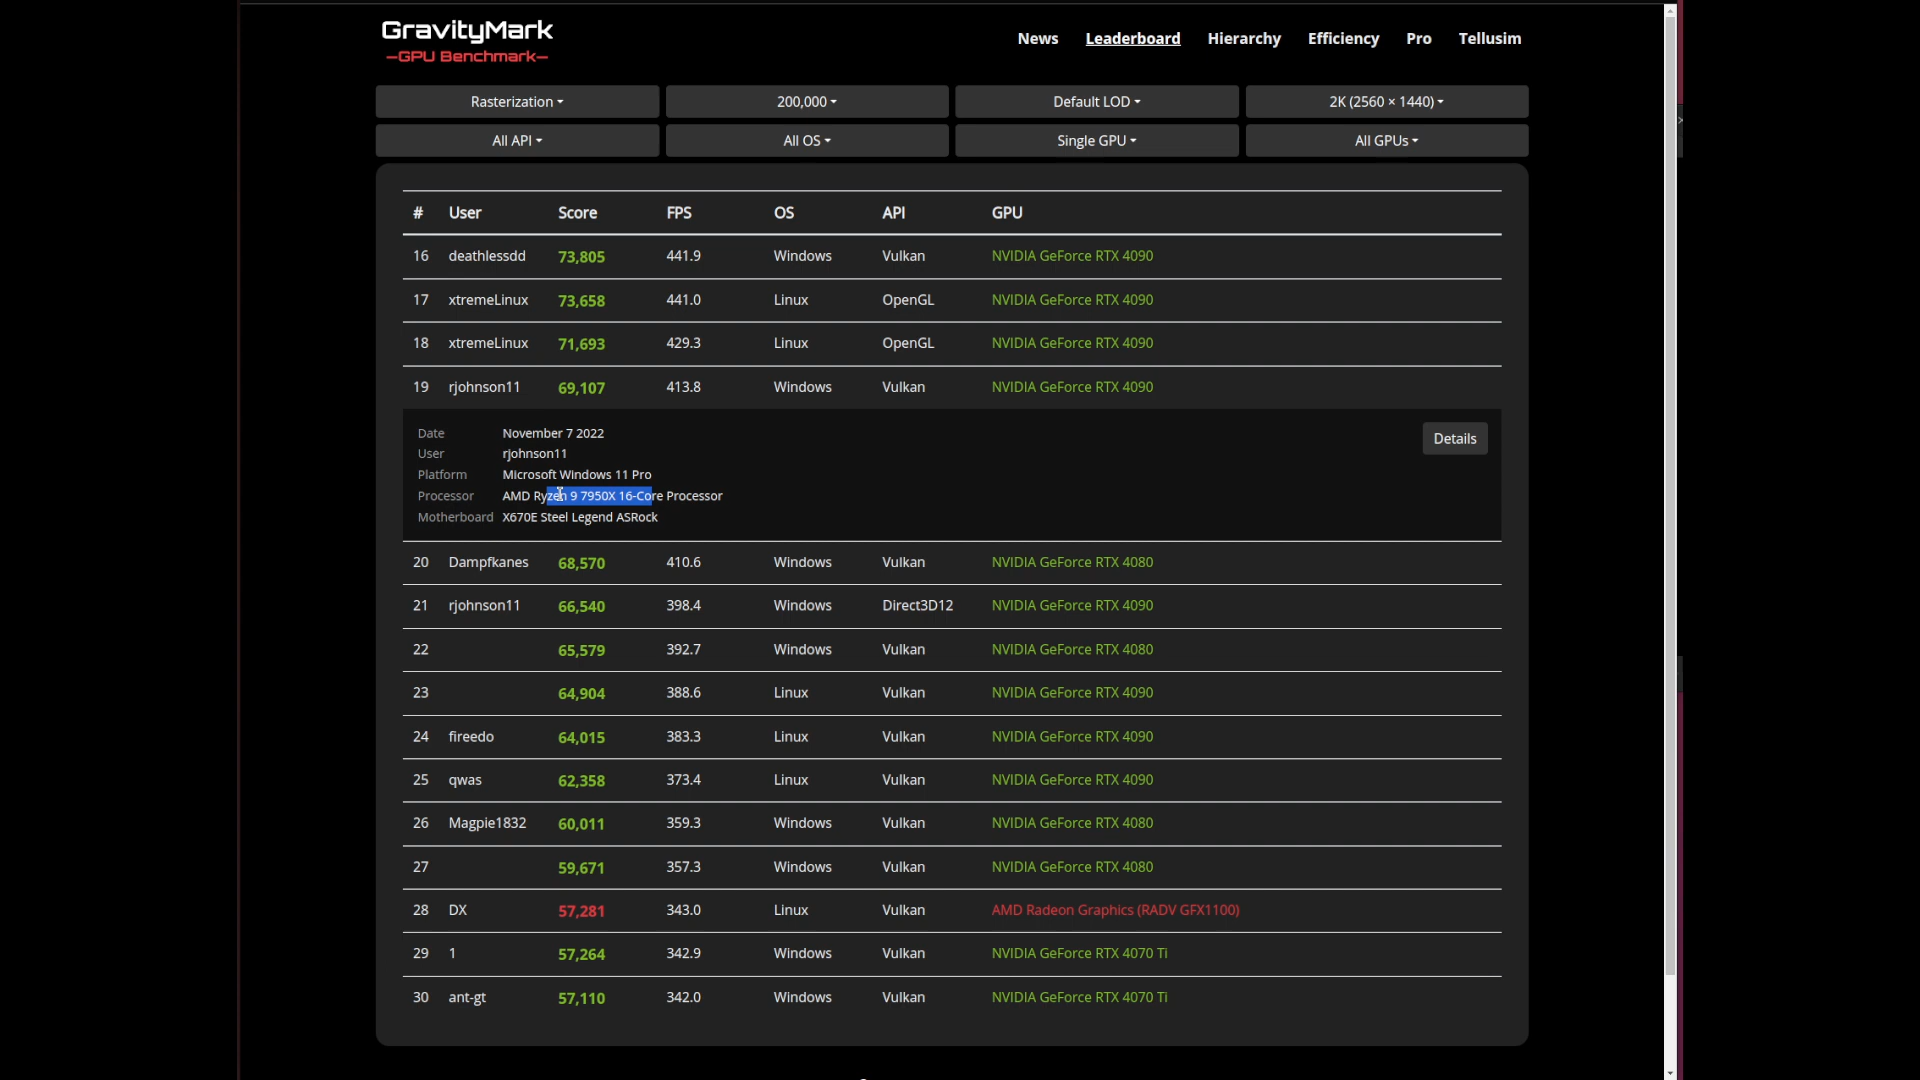 GravityMark
—GPU Benchmark—
News Leaderboard Hierarchy Efficiency Pro Tellusim
Rasterization 200,000 Default LOD 2K (2560 × 1440)
All API All OS Single GPU All GPUs
# User Score FPS OS API GPU
16 deathlessdd 73,805 441.9 Windows Vulkan NVIDIA GeForce RTX 4090
17 xtremeLinux 73,658 441.0 Linux OpenGL NVIDIA GeForce RTX 4090
18 xtremeLinux 71,693 429.3 Linux OpenGL NVIDIA GeForce RTX 4090
19 rjohnson11 69,107 413.8 Windows Vulkan NVIDIA GeForce RTX 4090
Date November 7 2022 Details
User rjohnson11
Platform Microsoft Windows 11 Pro
Processor AMD Ryzen 9 7950X 16-Core Processor
Motherboard X670E Steel Legend ASRock
20 Dampfkanes 68,570 410.6 Windows Vulkan NVIDIA GeForce RTX 4080
21 rjohnson11 66,540 398.4 Windows Direct3D12 NVIDIA GeForce RTX 4090
22 65,579 392.7 Windows Vulkan NVIDIA GeForce RTX 4080
23 64,904 388.6 Linux Vulkan NVIDIA GeForce RTX 4090
24 fireedo 64,015 383.3 Linux Vulkan NVIDIA GeForce RTX 4090
25 qwas 62,358 373.4 Linux Vulkan NVIDIA GeForce RTX 4090
26 Magpie1832 60,011 359.3 Windows Vulkan NVIDIA GeForce RTX 4080
27 59,671 357.3 Windows Vulkan NVIDIA GeForce RTX 4080
28 DX 57,281 343.0 Linux Vulkan AMD Radeon Graphics (RADV GFX1100)
29 1 57,264 342.9 Windows Vulkan NVIDIA GeForce RTX 4070 Ti
30 ant-gt 57,110 342.0 Windows Vulkan NVIDIA GeForce RTX 4070 Ti